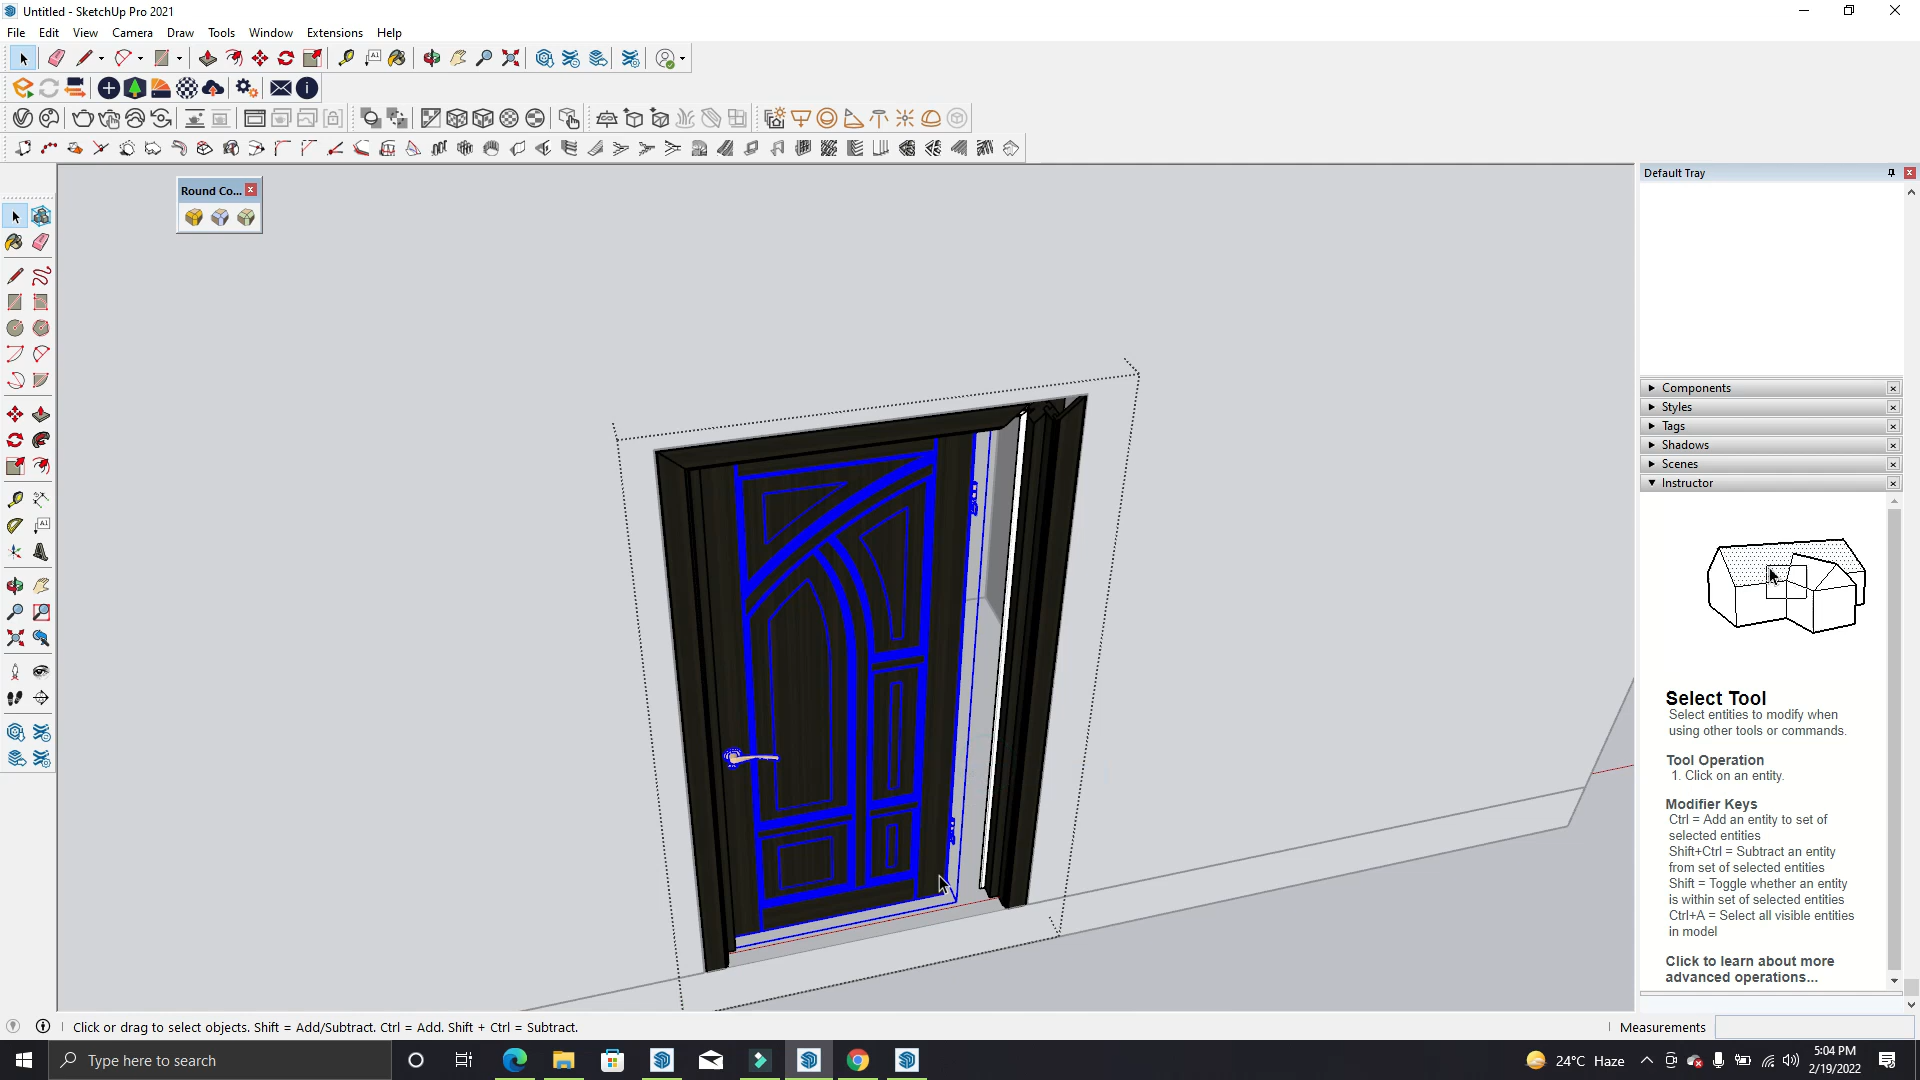 Untitled - SketchUp Pro 2021
File Edit View Camera Draw Tools Window Extensions Help
Round Co...
Default Tray
Components
Styles
Tags
Shadows
Scenes
Instructor
Select Tool
Select entities to modify when
using other tools or commands.
Tool Operation
1. Click on an entity.
Modifier Keys
Ctrl = Add an entity to set of
selected entities
Shift+Ctrl = Subtract an entity
from set of selected entities
Shift = Toggle whether an entity
is within set of selected entities
Ctrl+A = Select all visible entities
in model
Click to learn about more
advanced operations...
Click or drag to select objects. Shift = Add/Subtract. Ctrl = Add. Shift + Ctrl = Subtract.
Measurements
Type here to search
24°C Haze
5:04 PM
2/19/2022